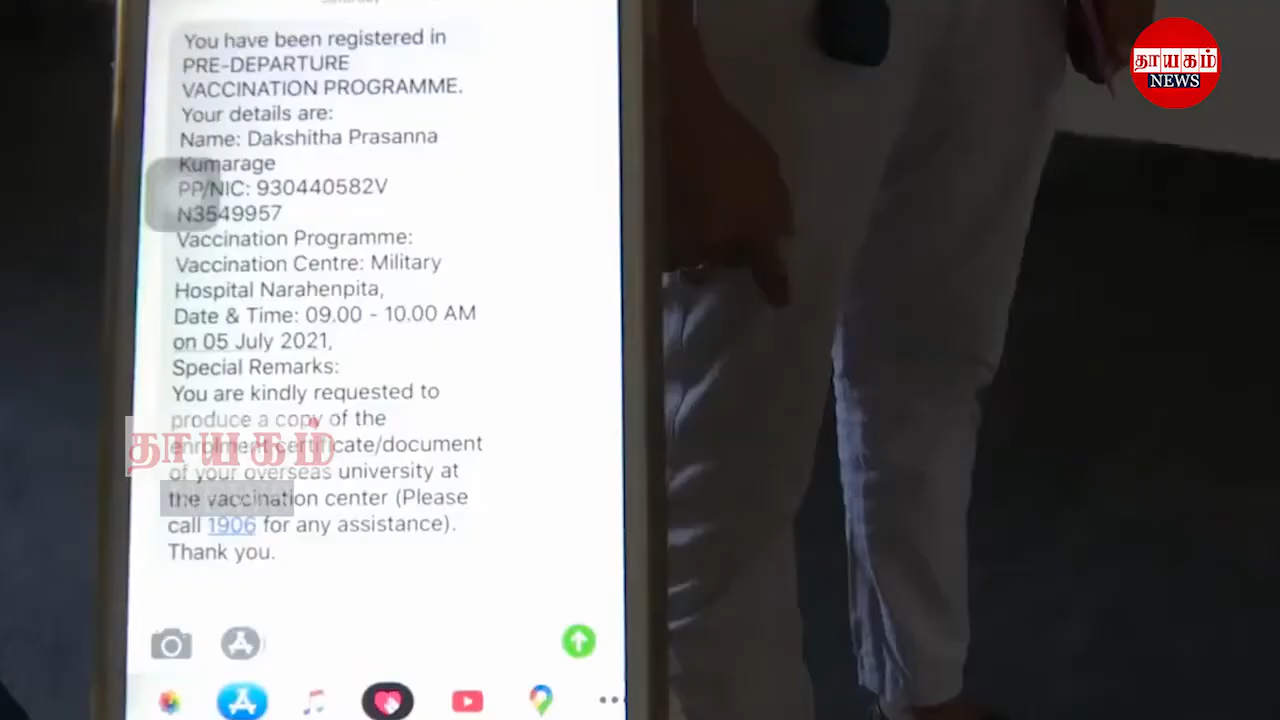 Saturday
You have been registered in
PRE-DEPARTURE
VACCINATION PROGRAMME.
Your details are:
Name: Dakshitha Prasanna
Kumarage
PP/NIC: 930440582V
N3549957
Vaccination Programme:
Vaccination Centre: Military
Hospital Narahenpita,
Date & Time: 09.00 - 10.00 AM
on 05 July 2021,
Special Remarks:
You are kindly requested to
produce a copy of the
enrolment certificate/document
of your overseas university at
the vaccination center (Please
call 1906 for any assistance).
Thank you.
தாயகம்
தாயகம்
NEWS